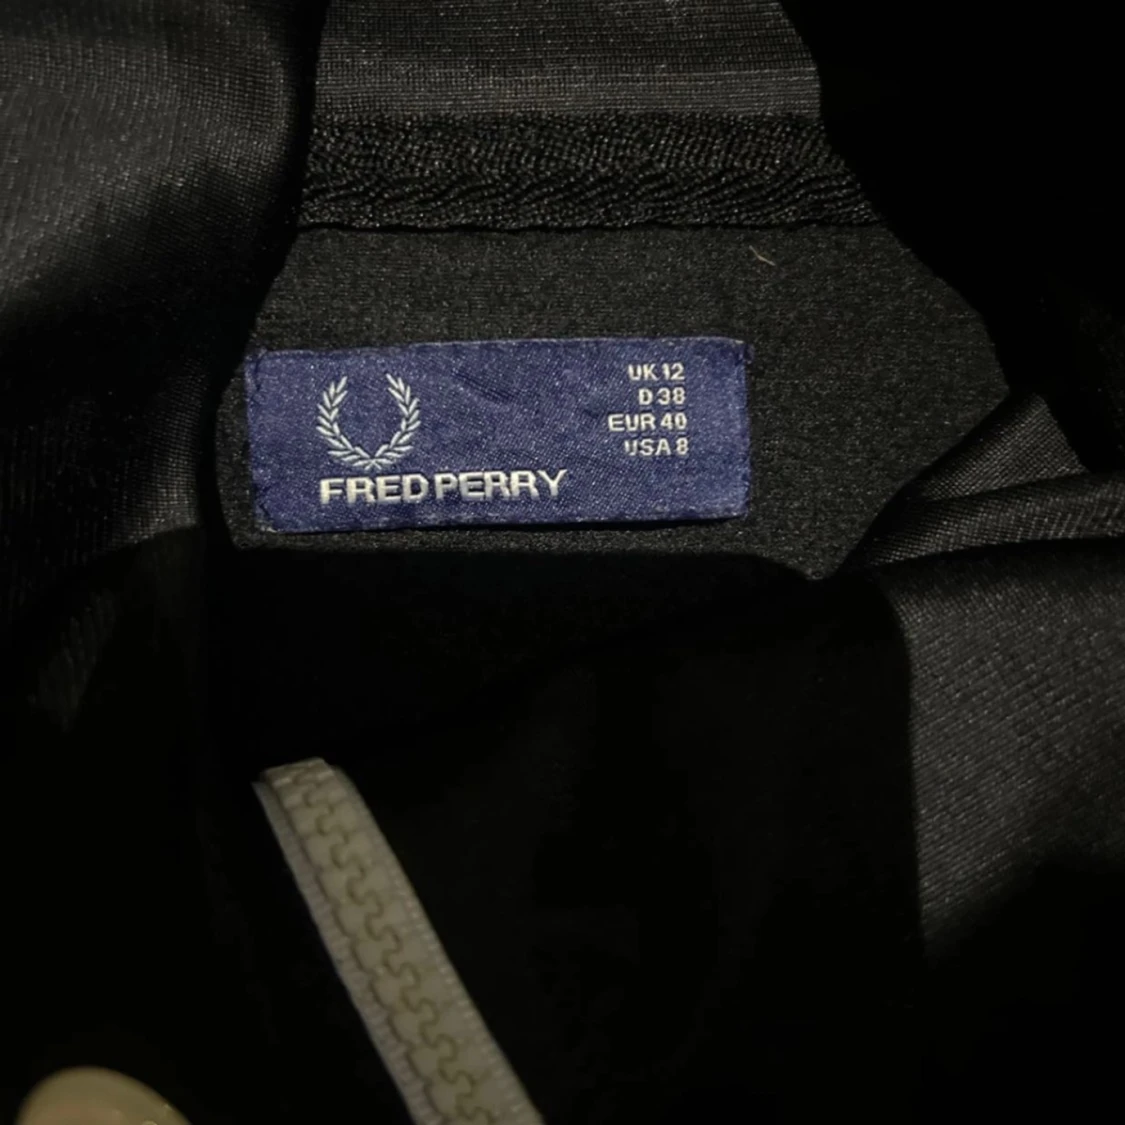 UK 12
D 38
EUR 40
USA 8
FRED PERRY